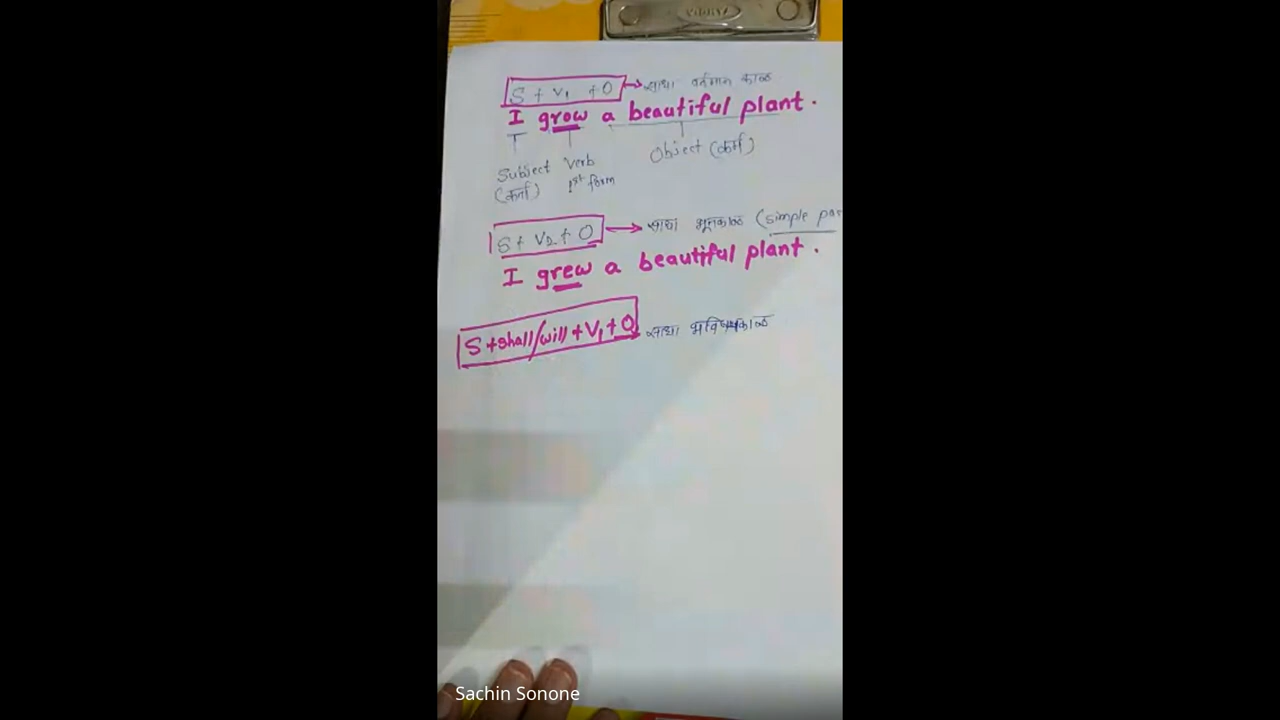 S + V1 + O → साधा वर्तमान काळ
I grow a beautiful plant.
Subject Verb Object (कर्म)
(कर्ता) 1st form
S + V2 + O → साधा भूतकाळ (simple pas
I grew a beautiful plant.
S + shall/will + V1 + O → साधा भविष्यकाळ
Sachin Sonone